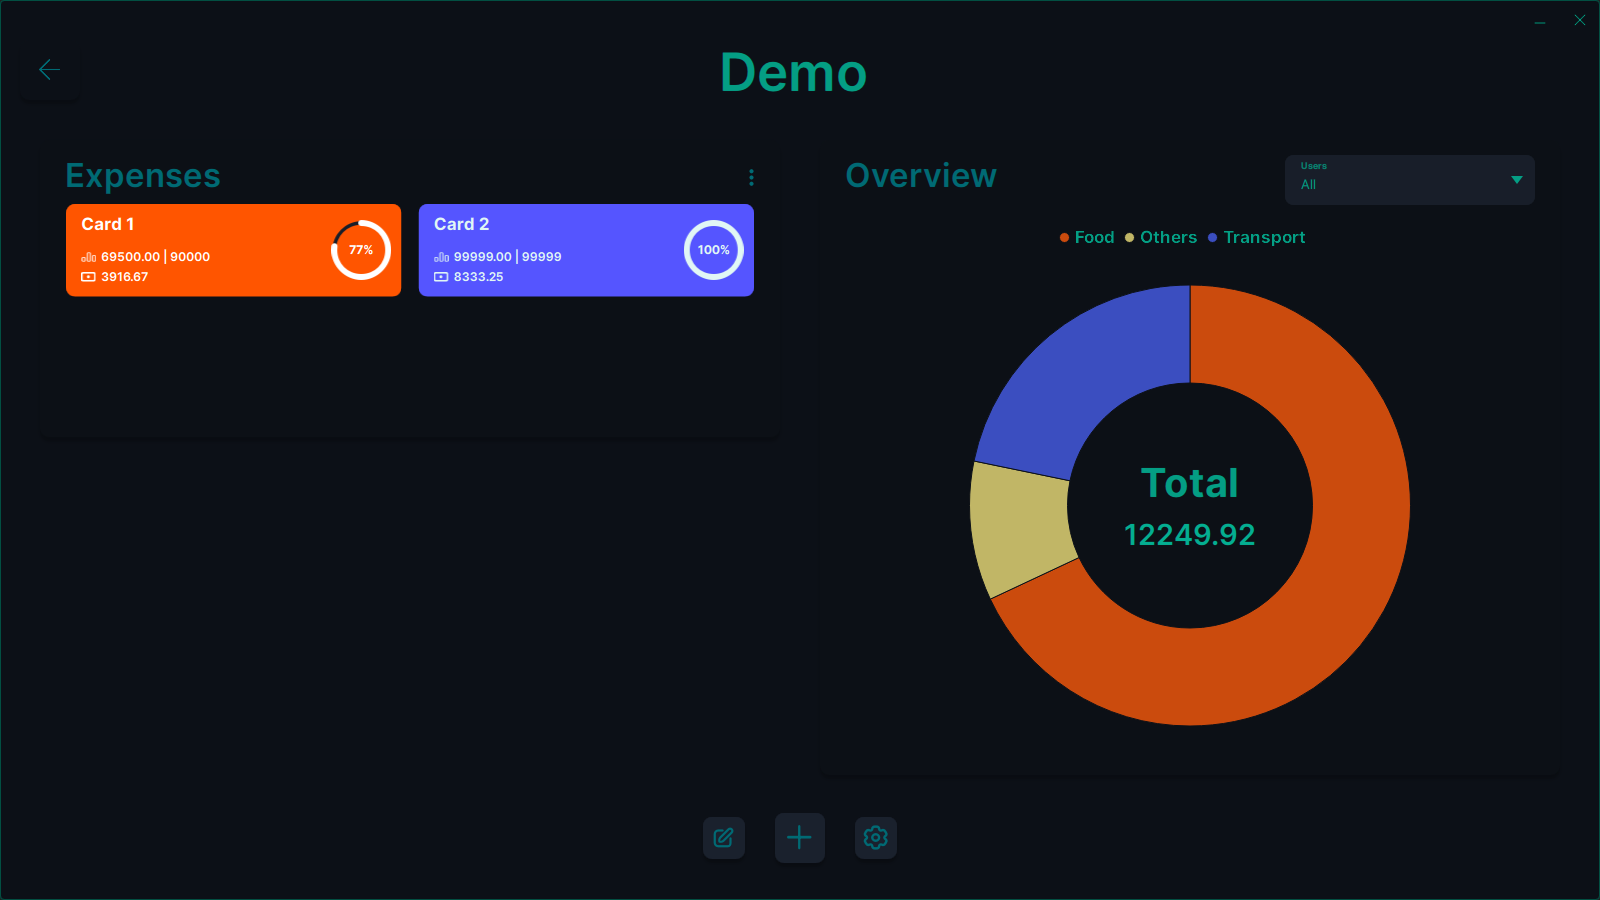 Demo
Expenses
Card 1
69500.00 | 90000
3916.67
77%
Card 2
99999.00 | 99999
8333.25
100%
Overview
Users
All
Food Others Transport
Total
12249.92